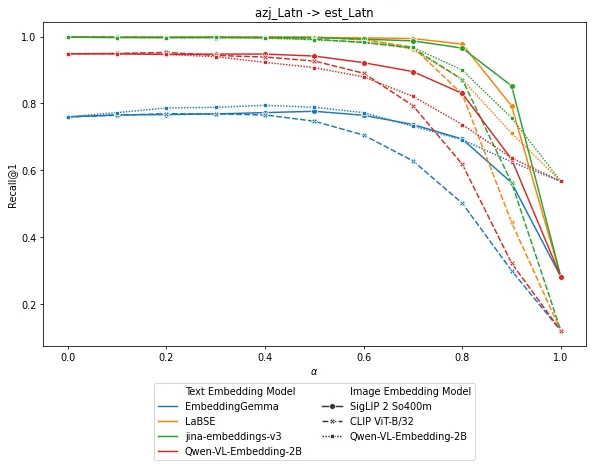 azj_Latn -> est_Latn
Recall@1
1.0
0.8
0.6
0.4
0.2
0.0 0.2 0.4 0.6 0.8 1.0
α
Text Embedding Model Image Embedding Model
EmbeddingGemma SigLIP 2 So400m
LaBSE CLIP ViT-B/32
jina-embeddings-v3 Qwen-VL-Embedding-2B
Qwen-VL-Embedding-2B